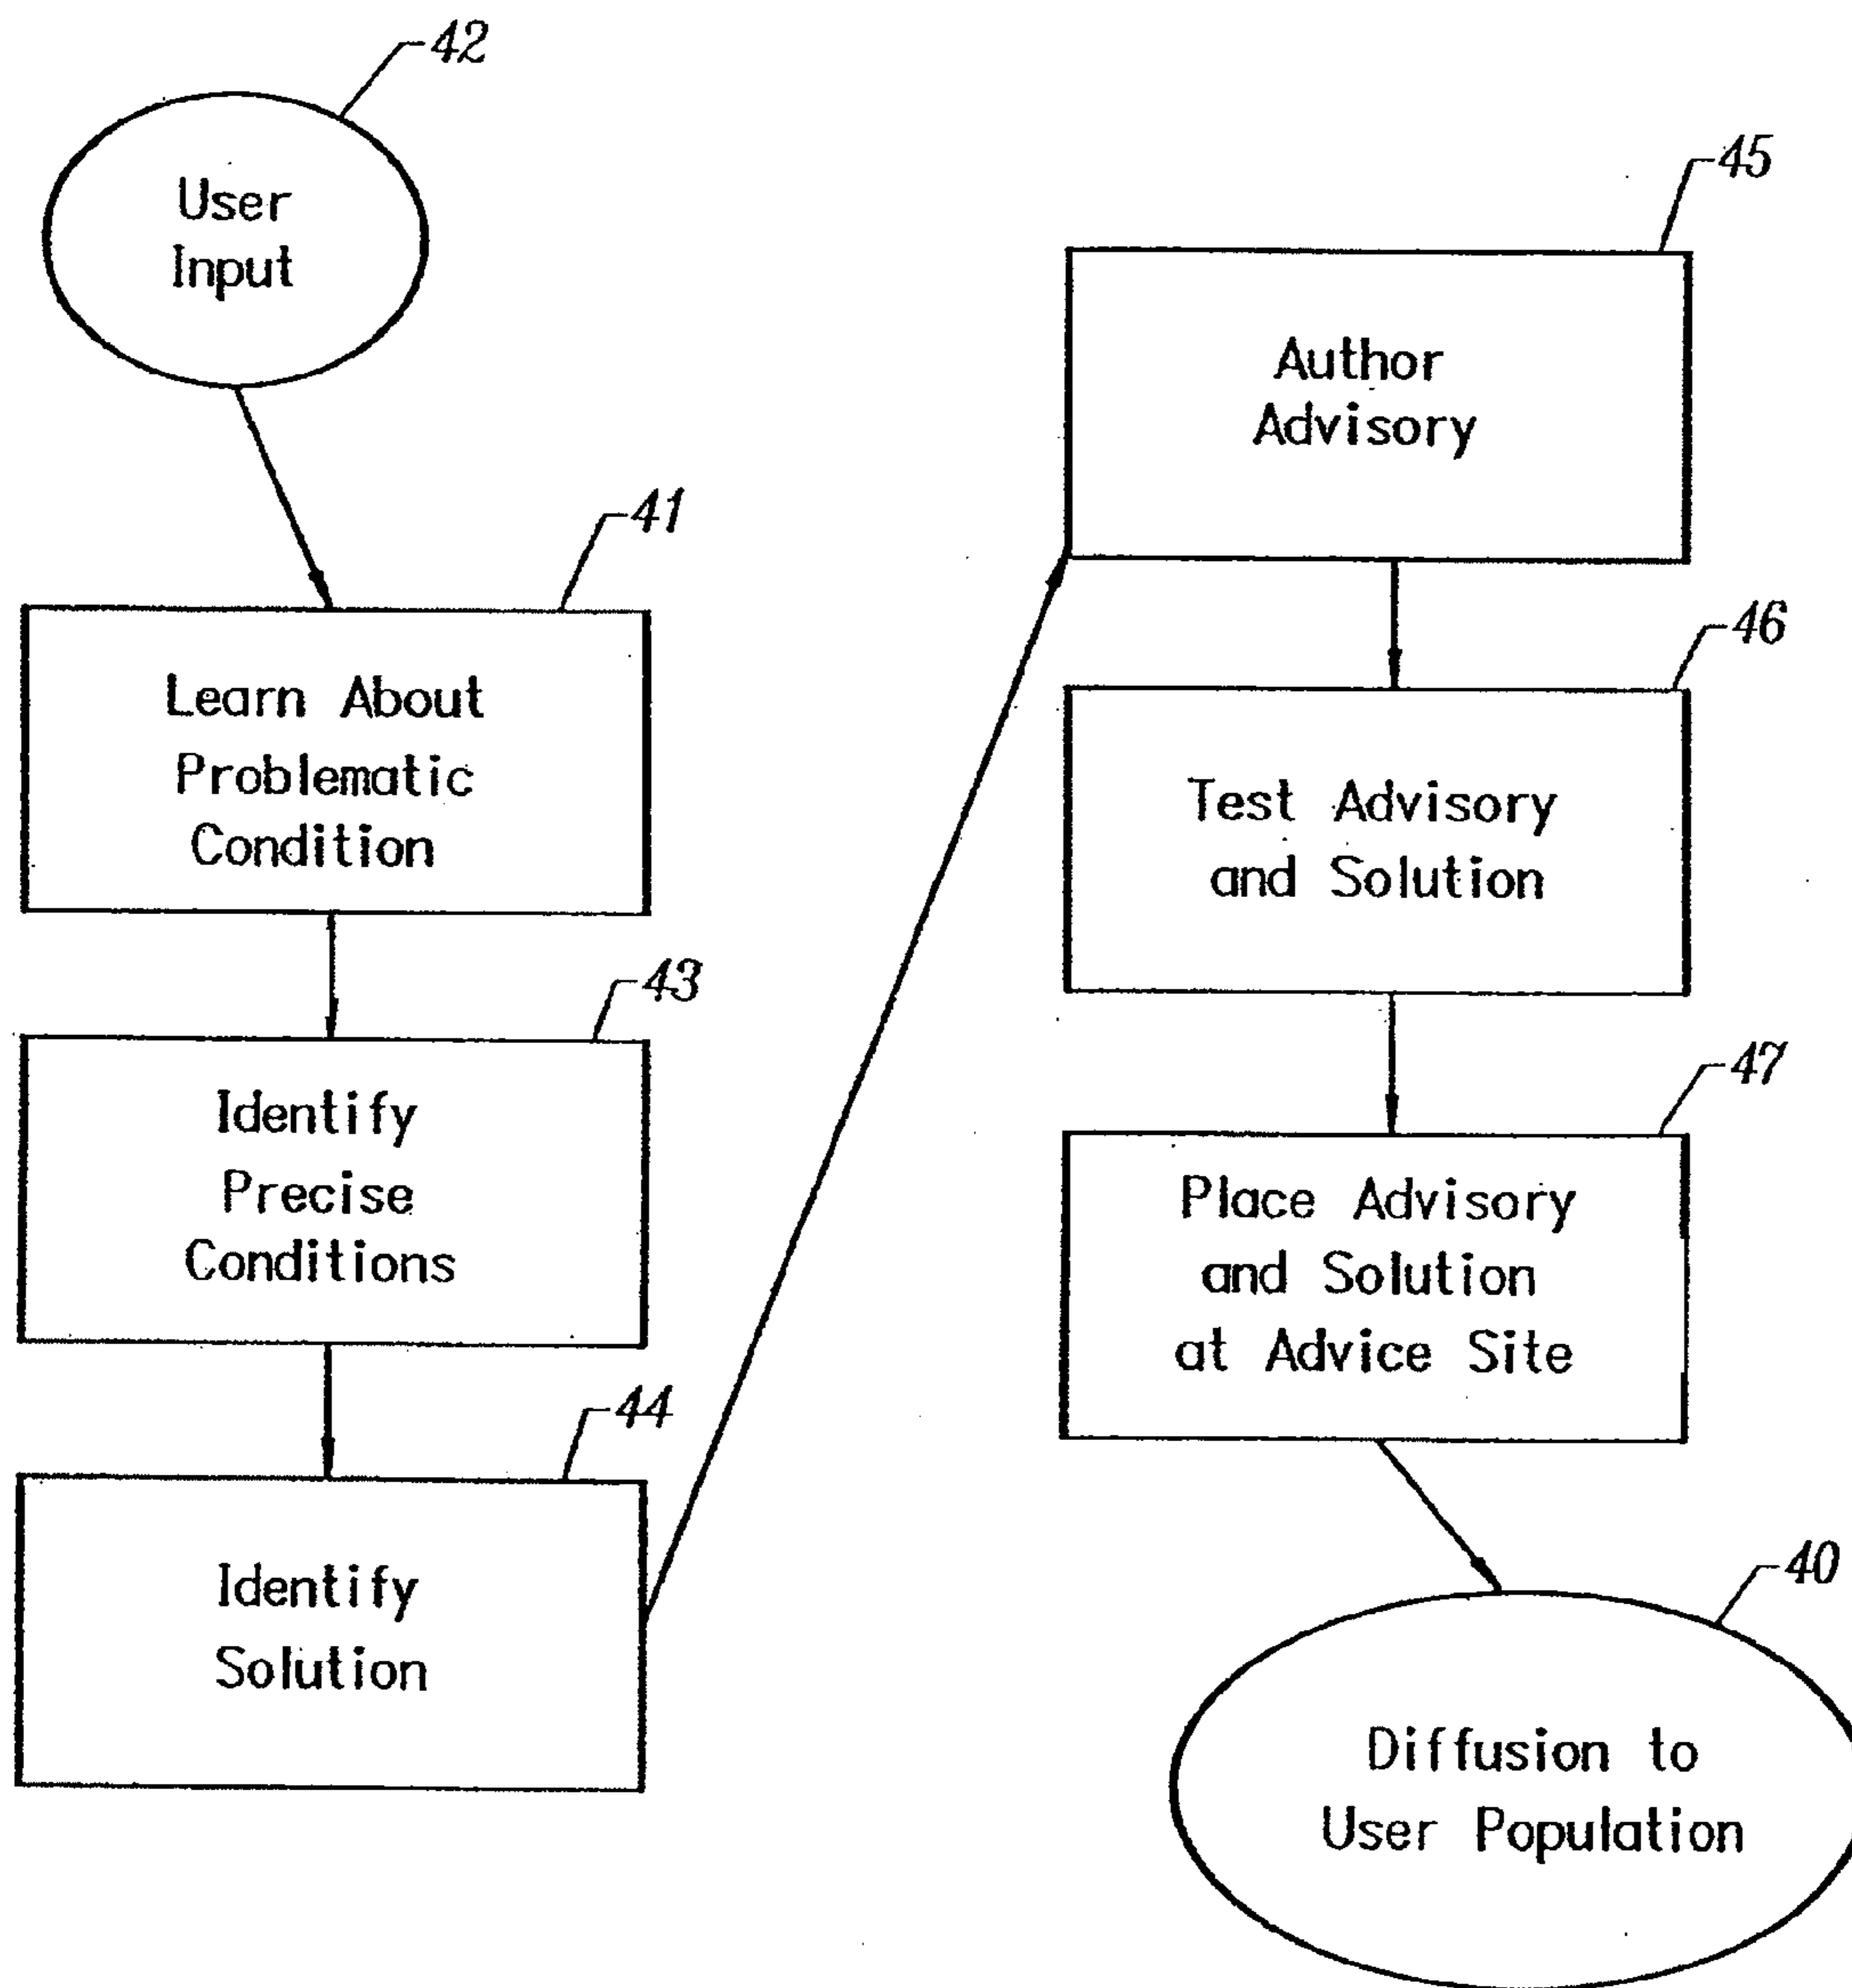 42
User
Input
41
Learn About
Problematic
Condition
43
Identify
Precise
Conditions
44
Identify
Solution
45
Author
Advisory
46
Test Advisory
and Solution
47
Place Advisory
and Solution
at Advice Site
40
Diffusion to
User Population